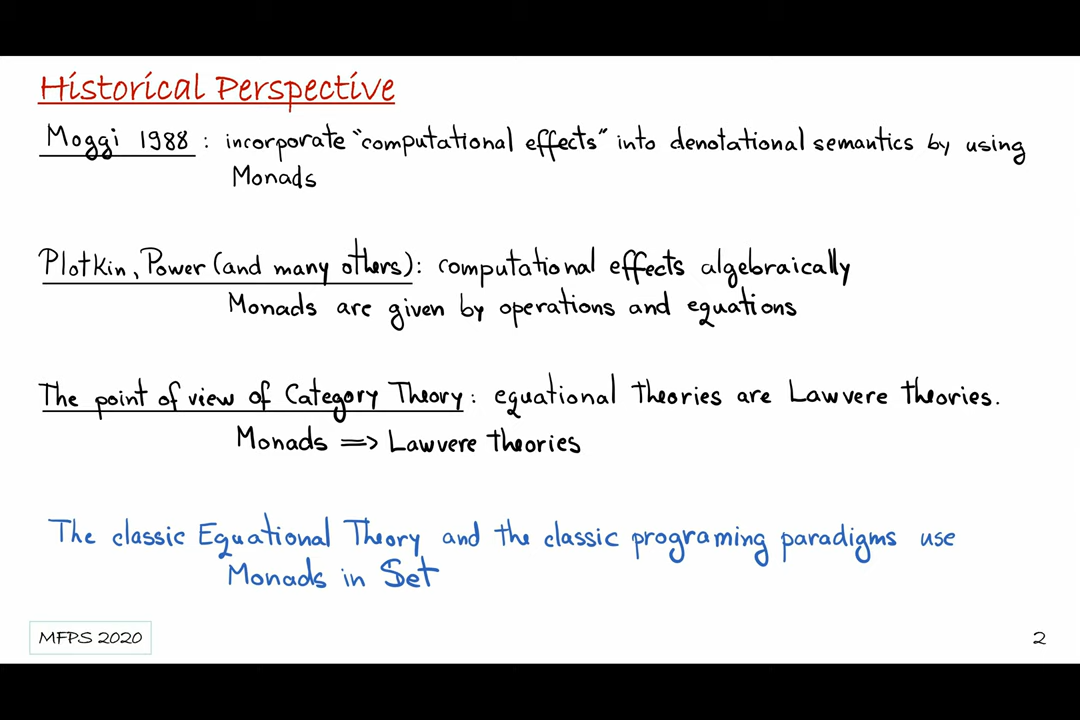 Historical Perspective
Moggi 1988 : incorporate "computational effects" into denotational semantics by using
Monads
Plotkin, Power (and many others) : computational effects algebraically
Monads are given by operations and equations
The point of view of Category Theory : equational Theories are Lawvere theories.
Monads => Lawvere theories
The classic Equational Theory and the classic programing paradigms use
Monads in Set
MFPS 2020
2